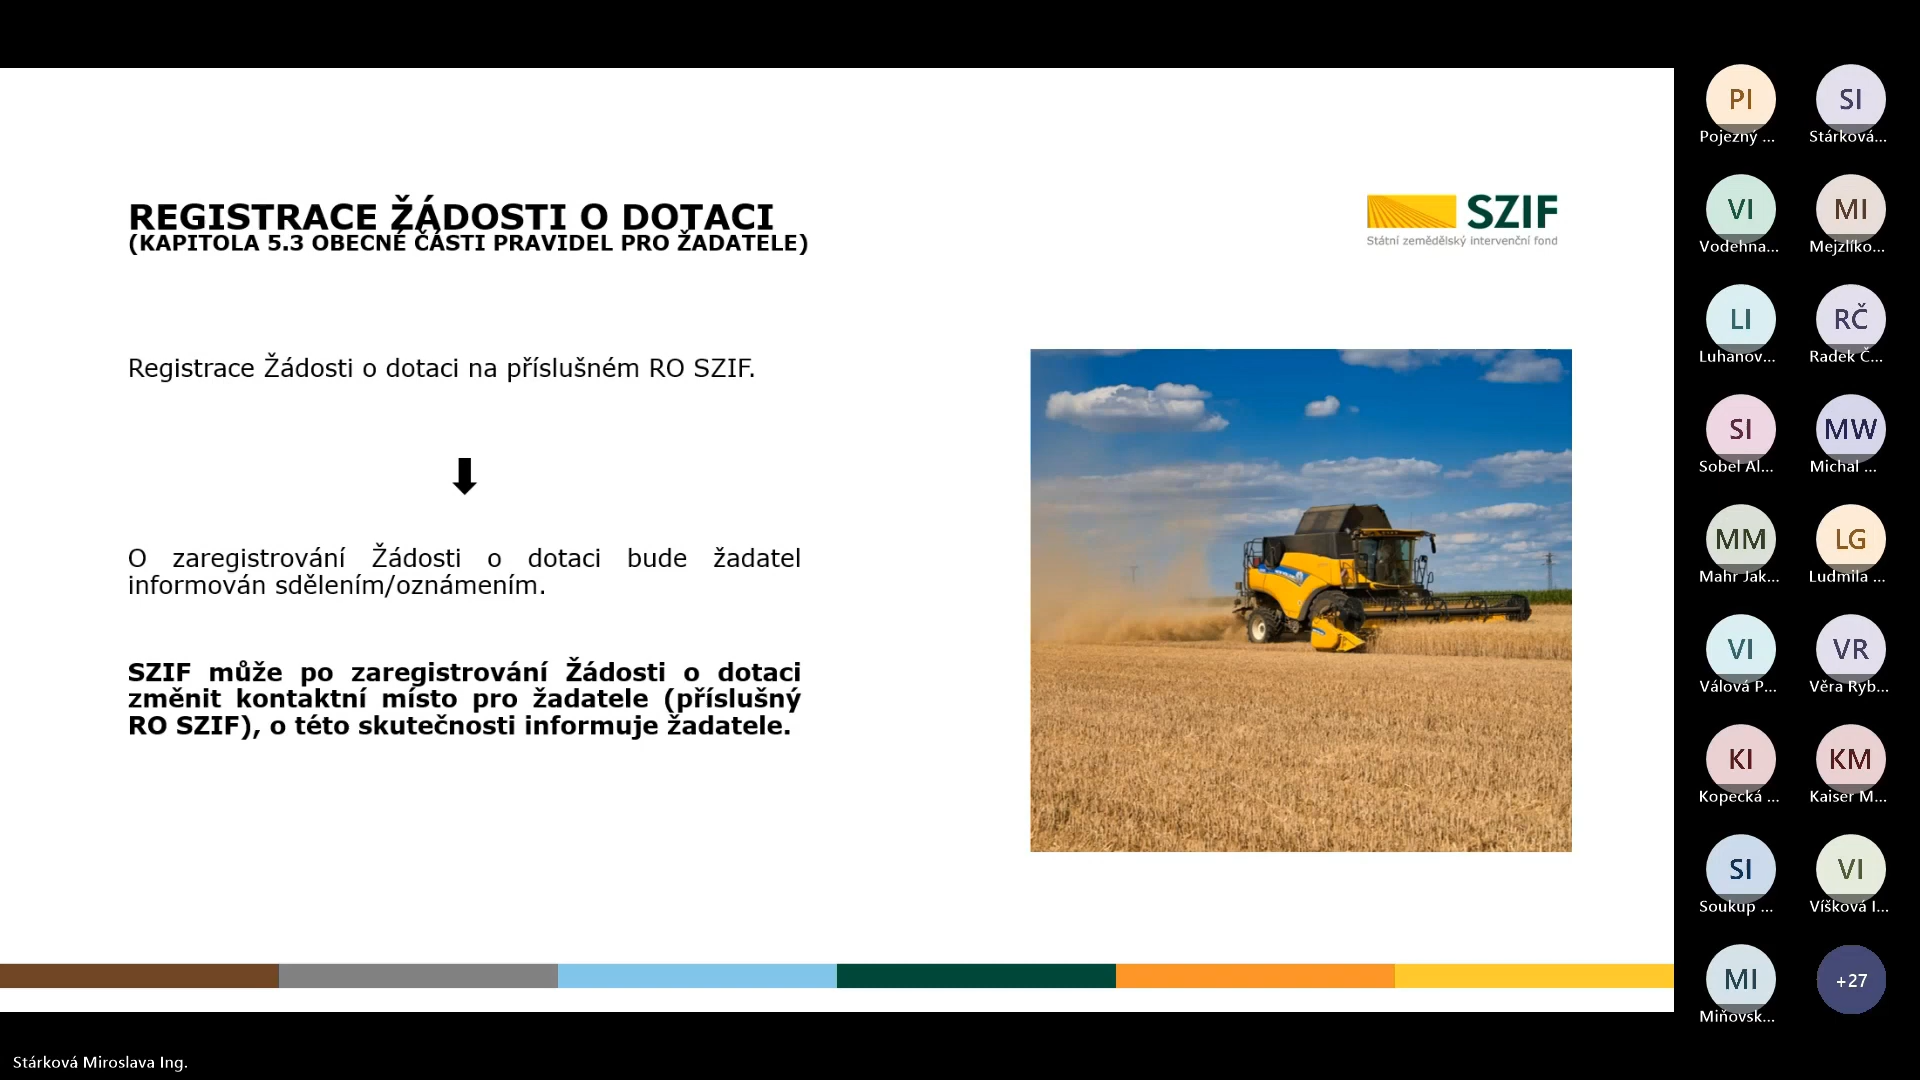 REGISTRACE ŽÁDOSTI O DOTACI
(KAPITOLA 5.3 OBECNÉ ČÁSTI PRAVIDEL PRO ŽADATELE)
SZIF
Státní zemědělský intervenční fond
Registrace Žádosti o dotaci na příslušném RO SZIF.
O zaregistrování Žádosti o dotaci bude žadatel
informován sdělením/oznámením.
SZIF může po zaregistrování Žádosti o dotaci
změnit kontaktní místo pro žadatele (příslušný
RO SZIF), o této skutečnosti informuje žadatele.
PI
Pojezný ...
SI
Stárková...
VI
Vodehna...
MI
Mejzlíko...
LI
Luhanov...
RČ
Radek Č...
SI
Sobel Al...
MW
Michal ...
MM
Mahr Jak...
LG
Ludmila ...
VI
Válová P...
VR
Věra Ryb...
KI
Kopecká ...
KM
Kaiser M...
SI
Soukup ...
VI
Víšková I...
MI
Miňovsk...
+27
Stárková Miroslava Ing.